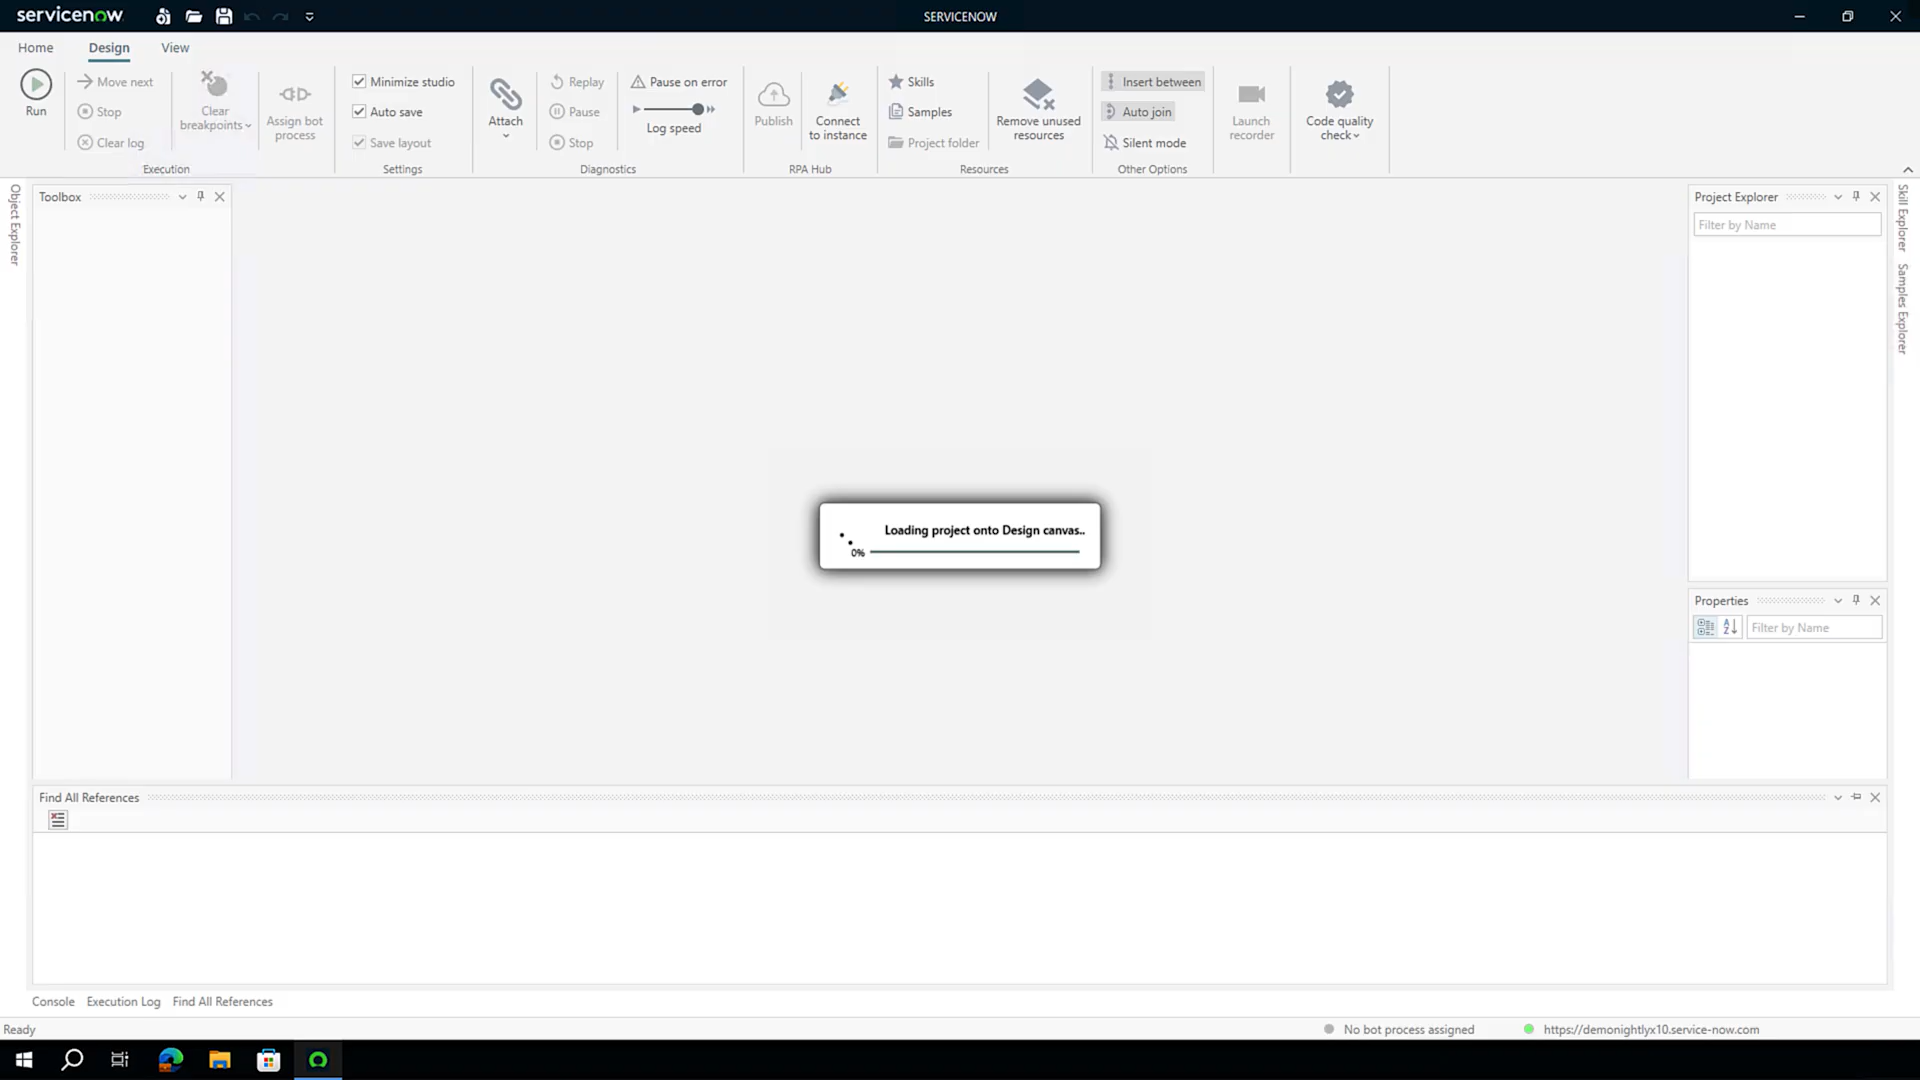 servicenow
SERVICENOW
Home
Design
View
Run
Move next
Stop
Clear log
Clear
breakpoints
Assign bot
process
Execution
Minimize studio
Auto save
Save layout
Settings
Attach
Replay
Pause
Stop
Pause on error
Log speed
Diagnostics
Publish
Connect
to instance
RPA Hub
Skills
Samples
Project folder
Remove unused
resources
Resources
Insert between
Auto join
Silent mode
Other Options
Launch
recorder
Code quality
check
Object Explorer
Toolbox
Project Explorer
Filter by Name
Skill Explorer
Samples Explorer
Loading project onto Design canvas..
0%
Properties
Filter by Name
Find All References
Console
Execution Log
Find All References
Ready
No bot process assigned
https://demonightlyx10.service-now.com